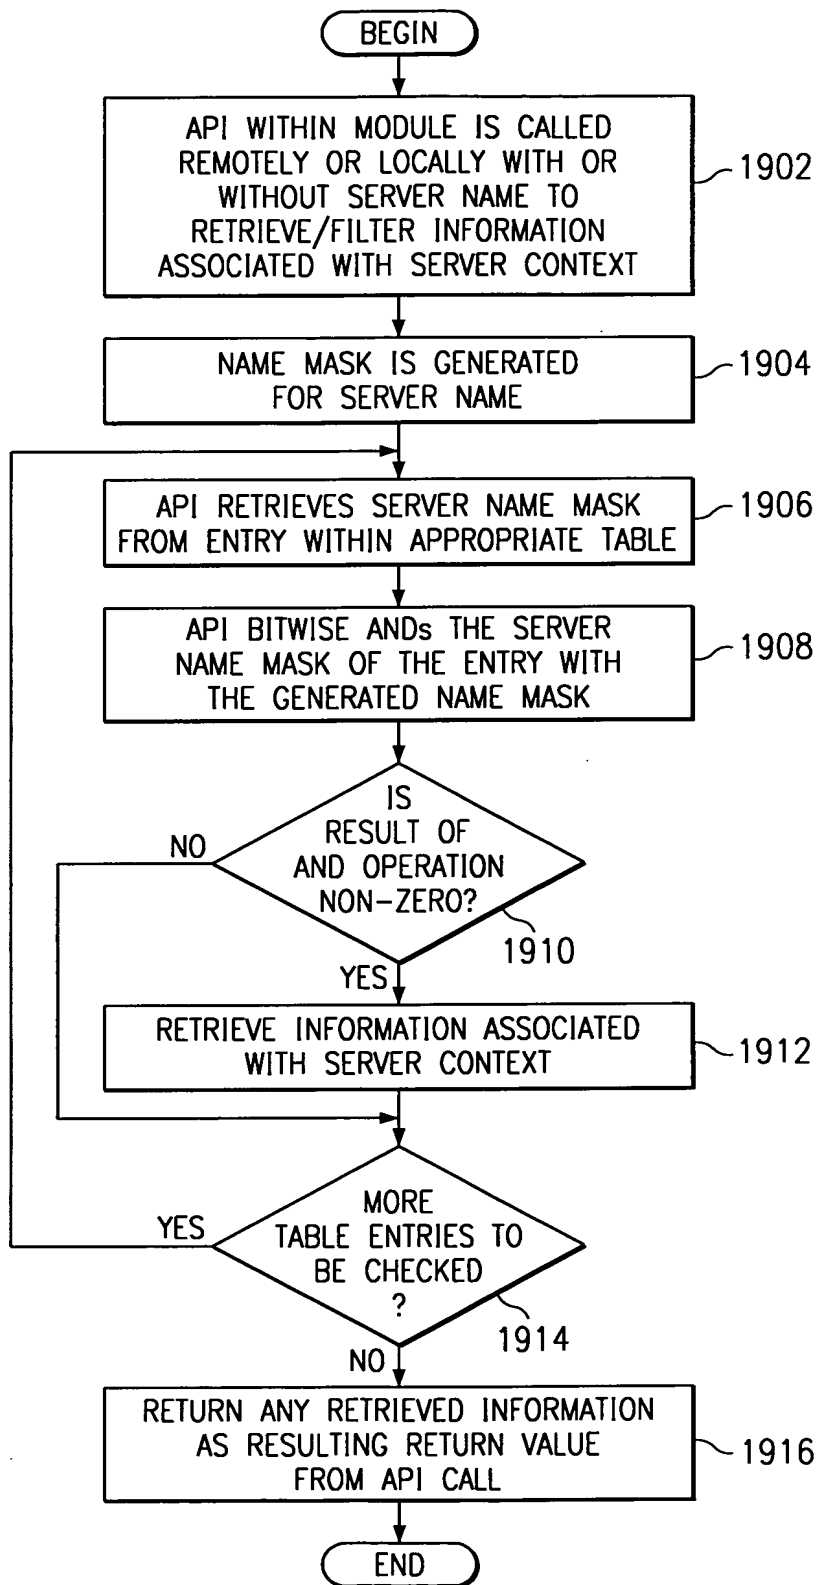 BEGIN
API WITHIN MODULE IS CALLED
REMOTELY OR LOCALLY WITH OR
WITHOUT SERVER NAME TO
RETRIEVE/FILTER INFORMATION
ASSOCIATED WITH SERVER CONTEXT
1902
NAME MASK IS GENERATED
FOR SERVER NAME
1904
API RETRIEVES SERVER NAME MASK
FROM ENTRY WITHIN APPROPRIATE TABLE
1906
API BITWISE ANDs THE SERVER
NAME MASK OF THE ENTRY WITH
THE GENERATED NAME MASK
1908
IS
RESULT OF
AND OPERATION
NON-ZERO?
NO
1910
YES
RETRIEVE INFORMATION ASSOCIATED
WITH SERVER CONTEXT
1912
MORE
TABLE ENTRIES TO
BE CHECKED
?
YES
1914
NO
RETURN ANY RETRIEVED INFORMATION
AS RESULTING RETURN VALUE
FROM API CALL
1916
END